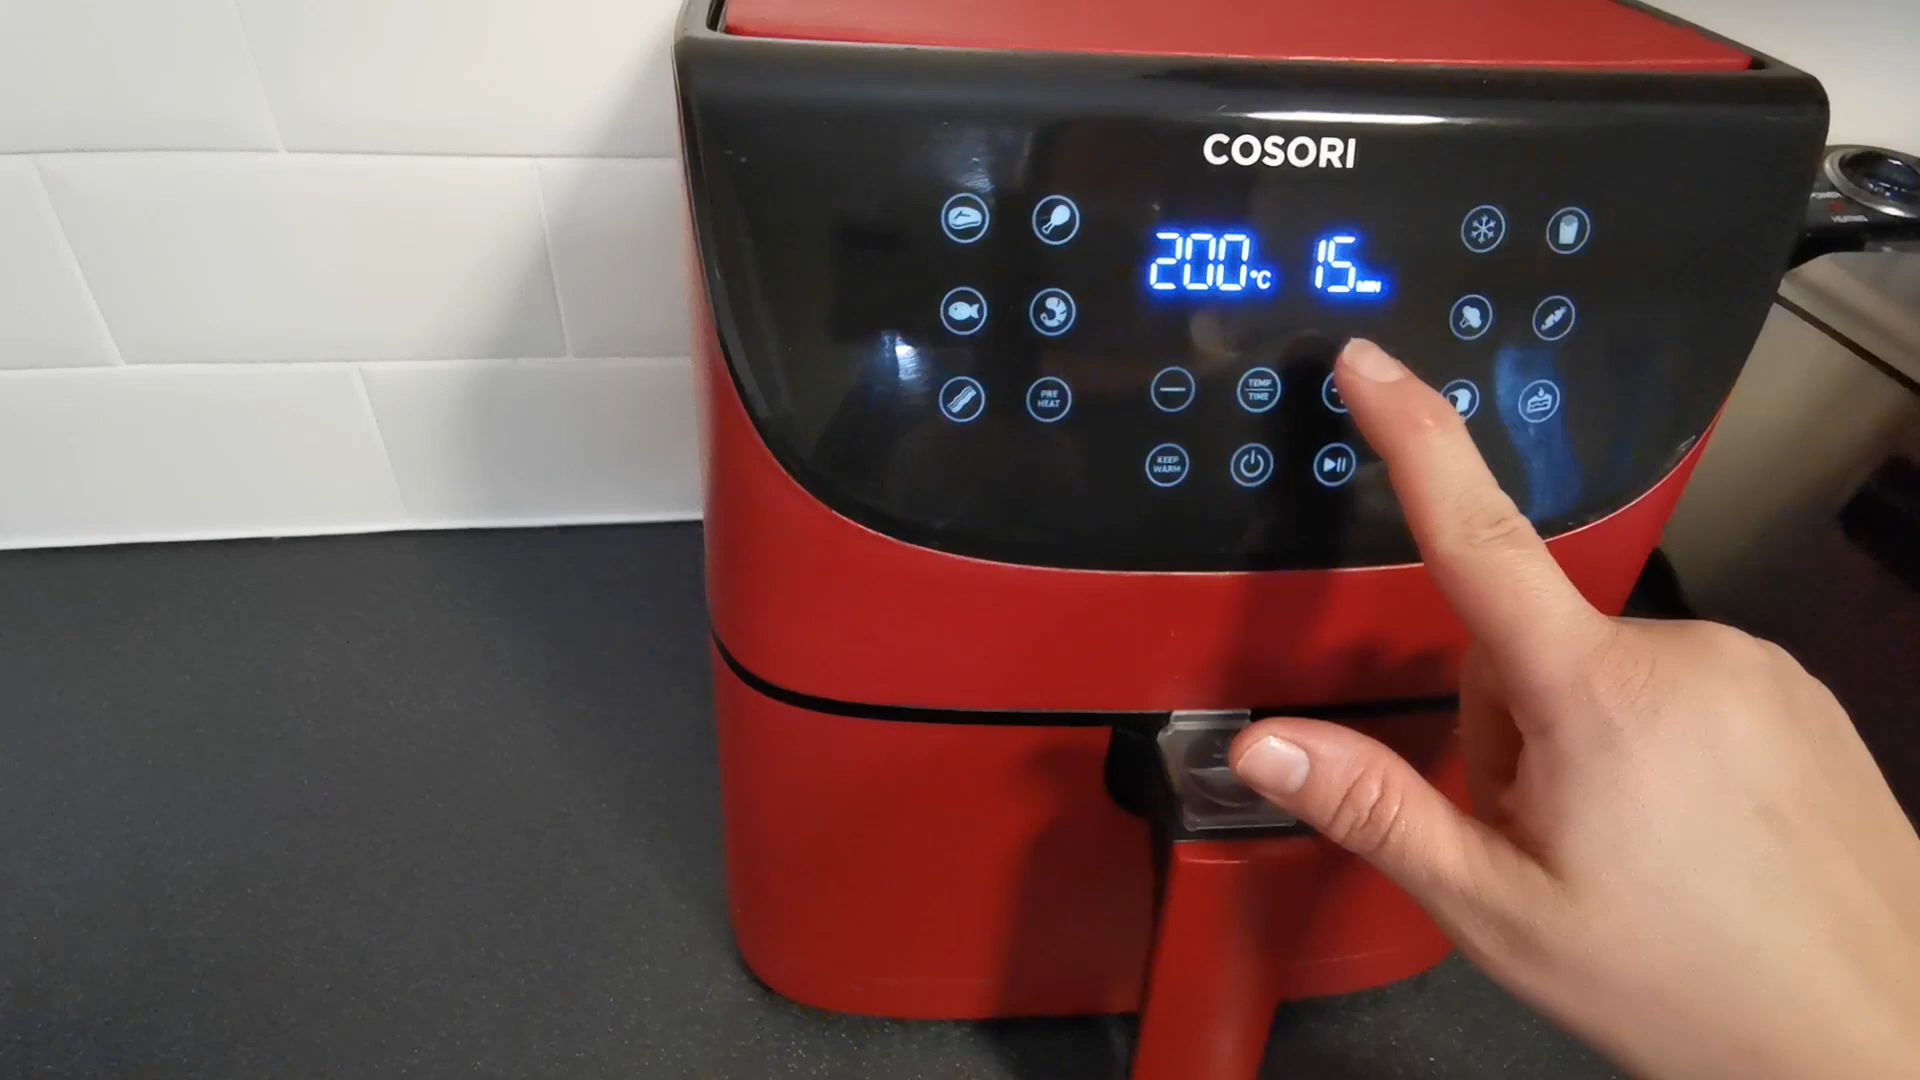 COSORI
200°C 15 MIN
PRE
HEAT
TEMP
TIME
KEEP
WARM